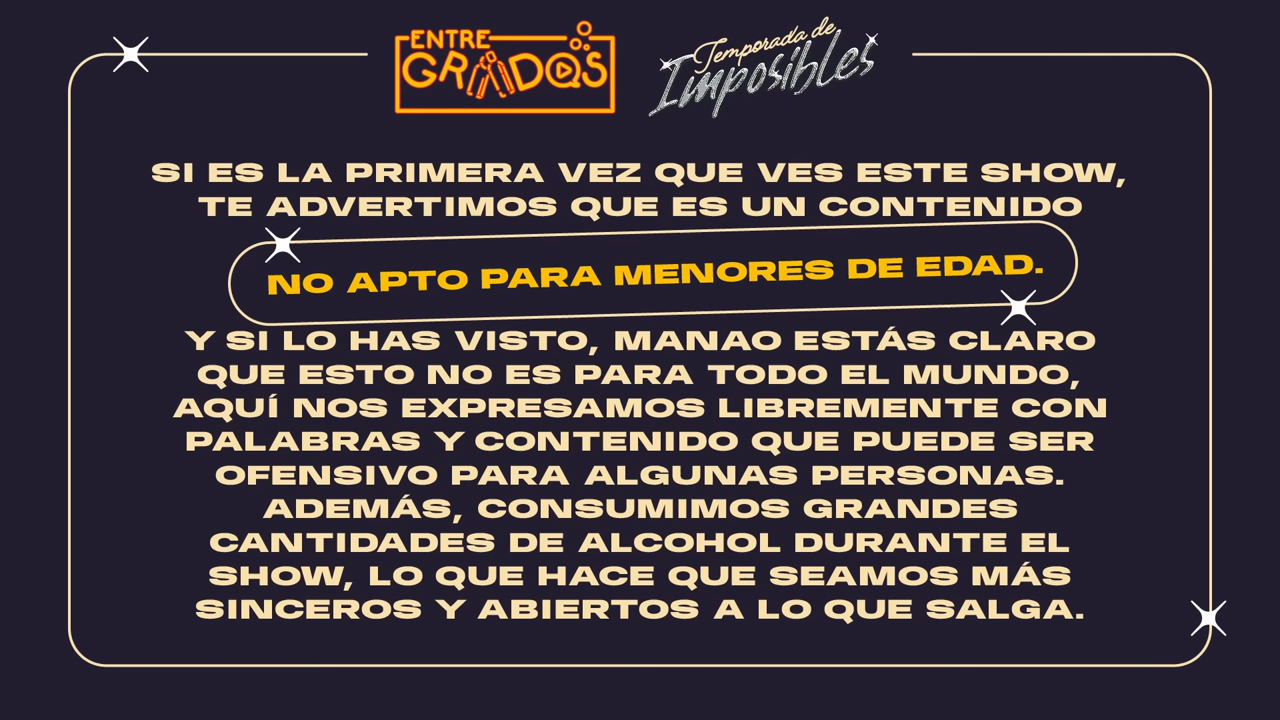 ENTRE
GRADOS
Temporada de
Imposibles
SI ES LA PRIMERA VEZ QUE VES ESTE SHOW,
TE ADVERTIMOS QUE ES UN CONTENIDO
NO APTO PARA MENORES DE EDAD.
Y SI LO HAS VISTO, MANAO ESTÁS CLARO
QUE ESTO NO ES PARA TODO EL MUNDO,
AQUÍ NOS EXPRESAMOS LIBREMENTE CON
PALABRAS Y CONTENIDO QUE PUEDE SER
OFENSIVO PARA ALGUNAS PERSONAS.
ADEMÁS, CONSUMIMOS GRANDES
CANTIDADES DE ALCOHOL DURANTE EL
SHOW, LO QUE HACE QUE SEAMOS MÁS
SINCEROS Y ABIERTOS A LO QUE SALGA.